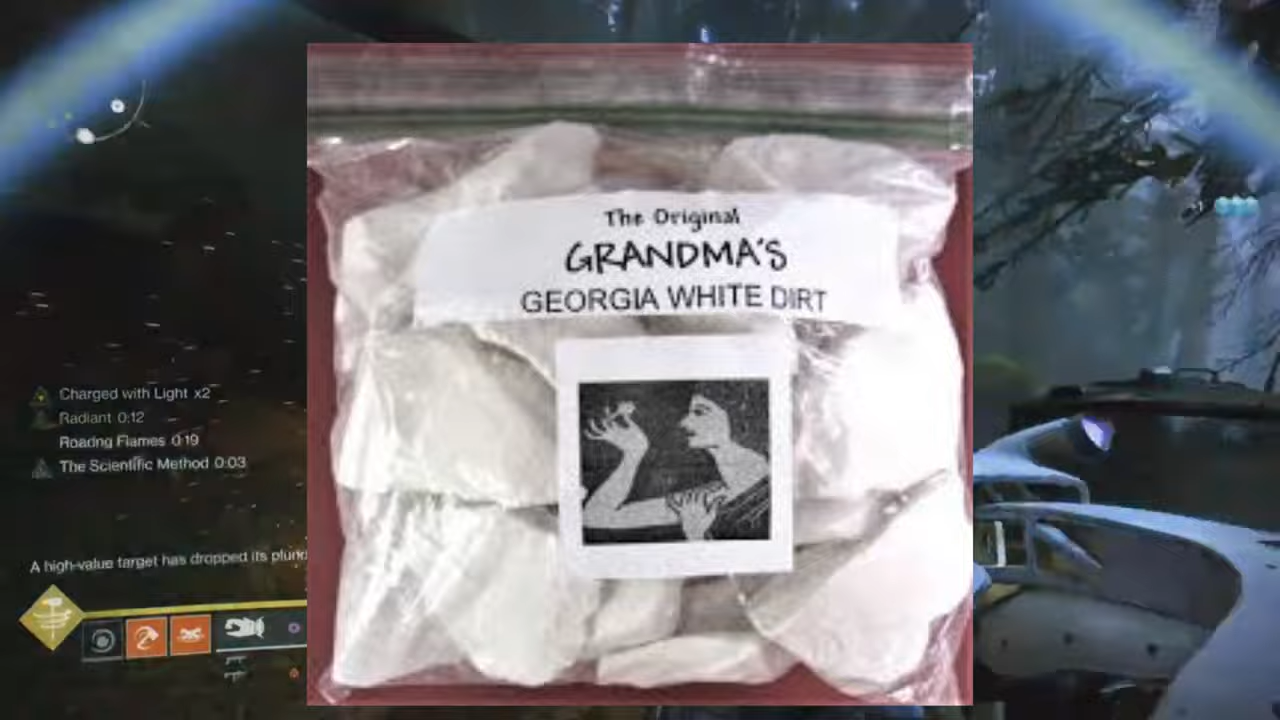 The Original
GRANDMA'S
GEORGIA WHITE DIRT
Charged with Light x2
Radiant 0:12
Roaring Flames 0:19
The Scientific Method 0:03
A high-value target has dropped its